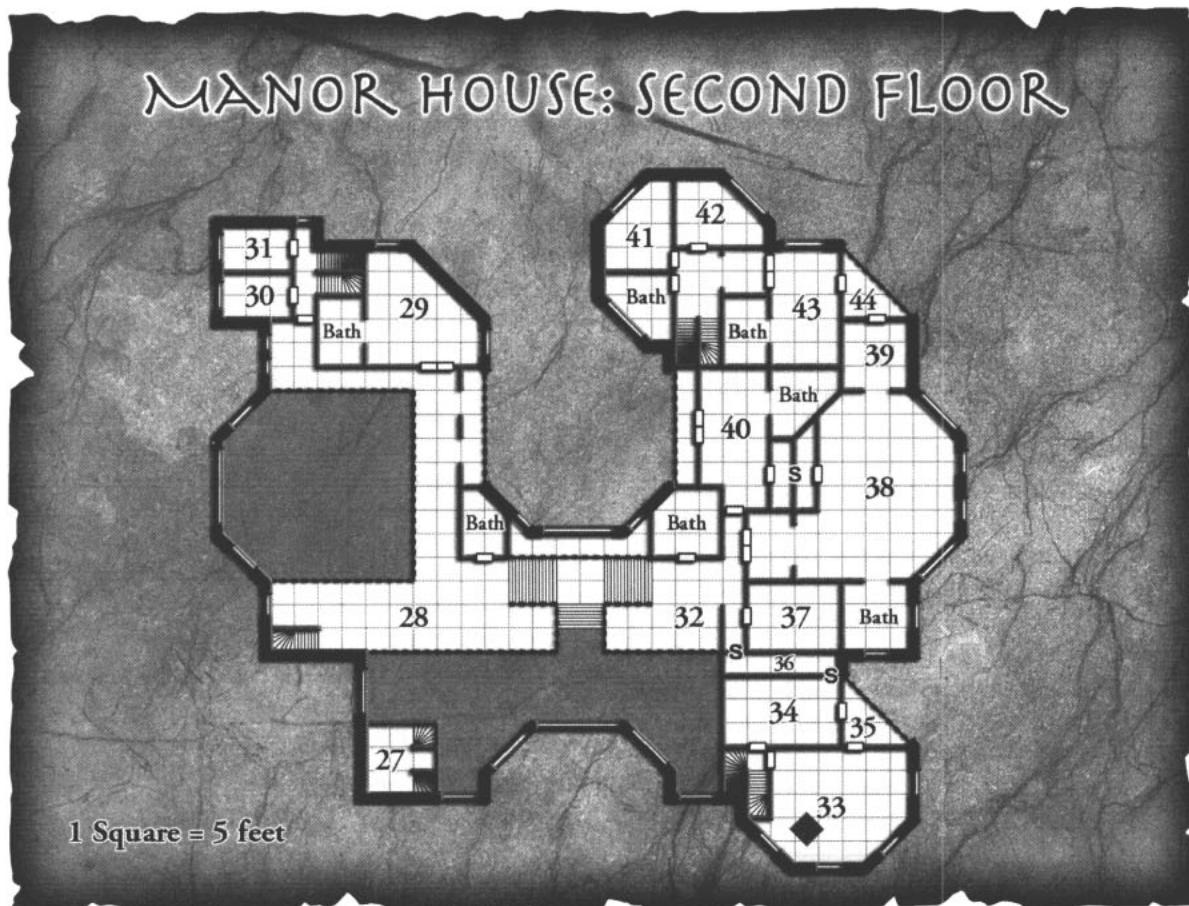 MANOR HOUSE: SECOND FLOOR
42
41
31
44
29
30
43
Bath
Bath
Bath
39
Bath
40
S
38
Bath
Bath
28
32
37
Bath
S
36
S
34
35
27
33
1 Square = 5 feet